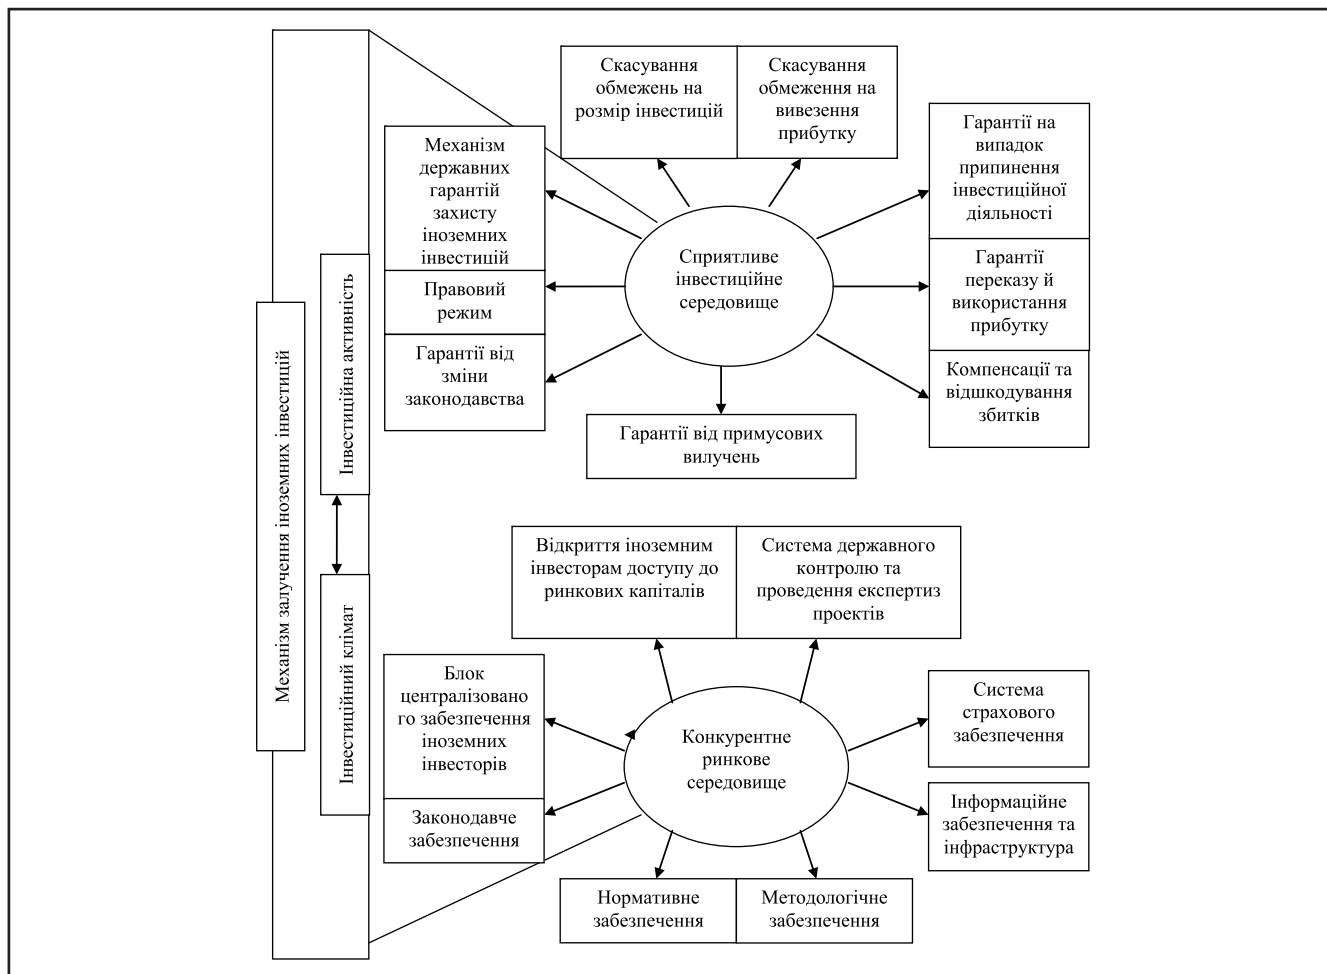 Механізм залучення іноземних інвестицій
Інвестиційна активність
Інвестиційний клімат
Скасування
обмежень на
розмір інвестицій
Скасування
обмеження на
вивезення
прибутку
Механізм
державних
гарантій
захисту
іноземних
інвестицій
Правовий
режим
Гарантії від
зміни
законодавства
Сприятливе
інвестиційне
середовище
Гарантії на
випадок
припинення
інвестиційної
діяльності
Гарантії
переказу й
використання
прибутку
Компенсації та
відшкодування
збитків
Гарантії від примусових
вилучень
Відкриття іноземним
інвесторам доступу до
ринкових капіталів
Система державного
контролю та
проведення експертиз
проектів
Блок
централізовано
го забезпечення
іноземних
інвесторів
Законодавче
забезпечення
Конкурентне
ринкове
середовище
Система
страхового
забезпечення
Інформаційне
забезпечення та
інфраструктура
Нормативне
забезпечення
Методологічне
забезпечення